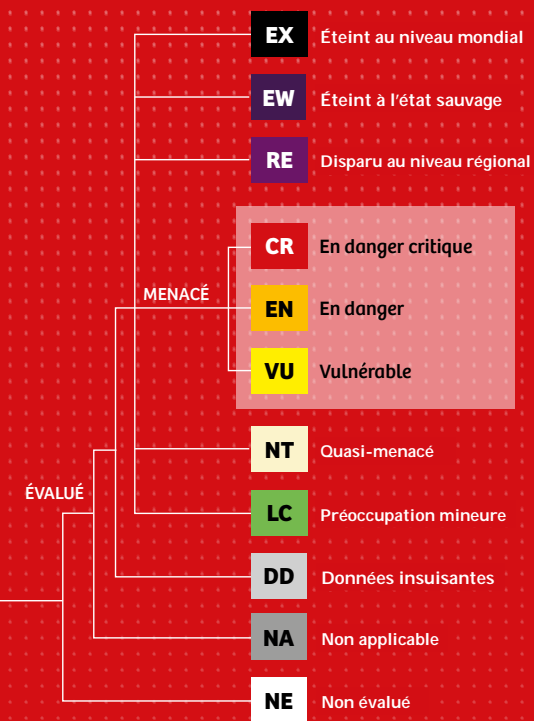 EX Éteint au niveau mondial
EW Éteint à l'état sauvage
RE Disparu au niveau régional
CR En danger critique
MENACÉ
EN En danger
VU Vulnérable
NT Quasi-menacé
ÉVALUÉ
LC Préoccupation mineure
DD Données insuisantes
NA Non applicable
NE Non évalué